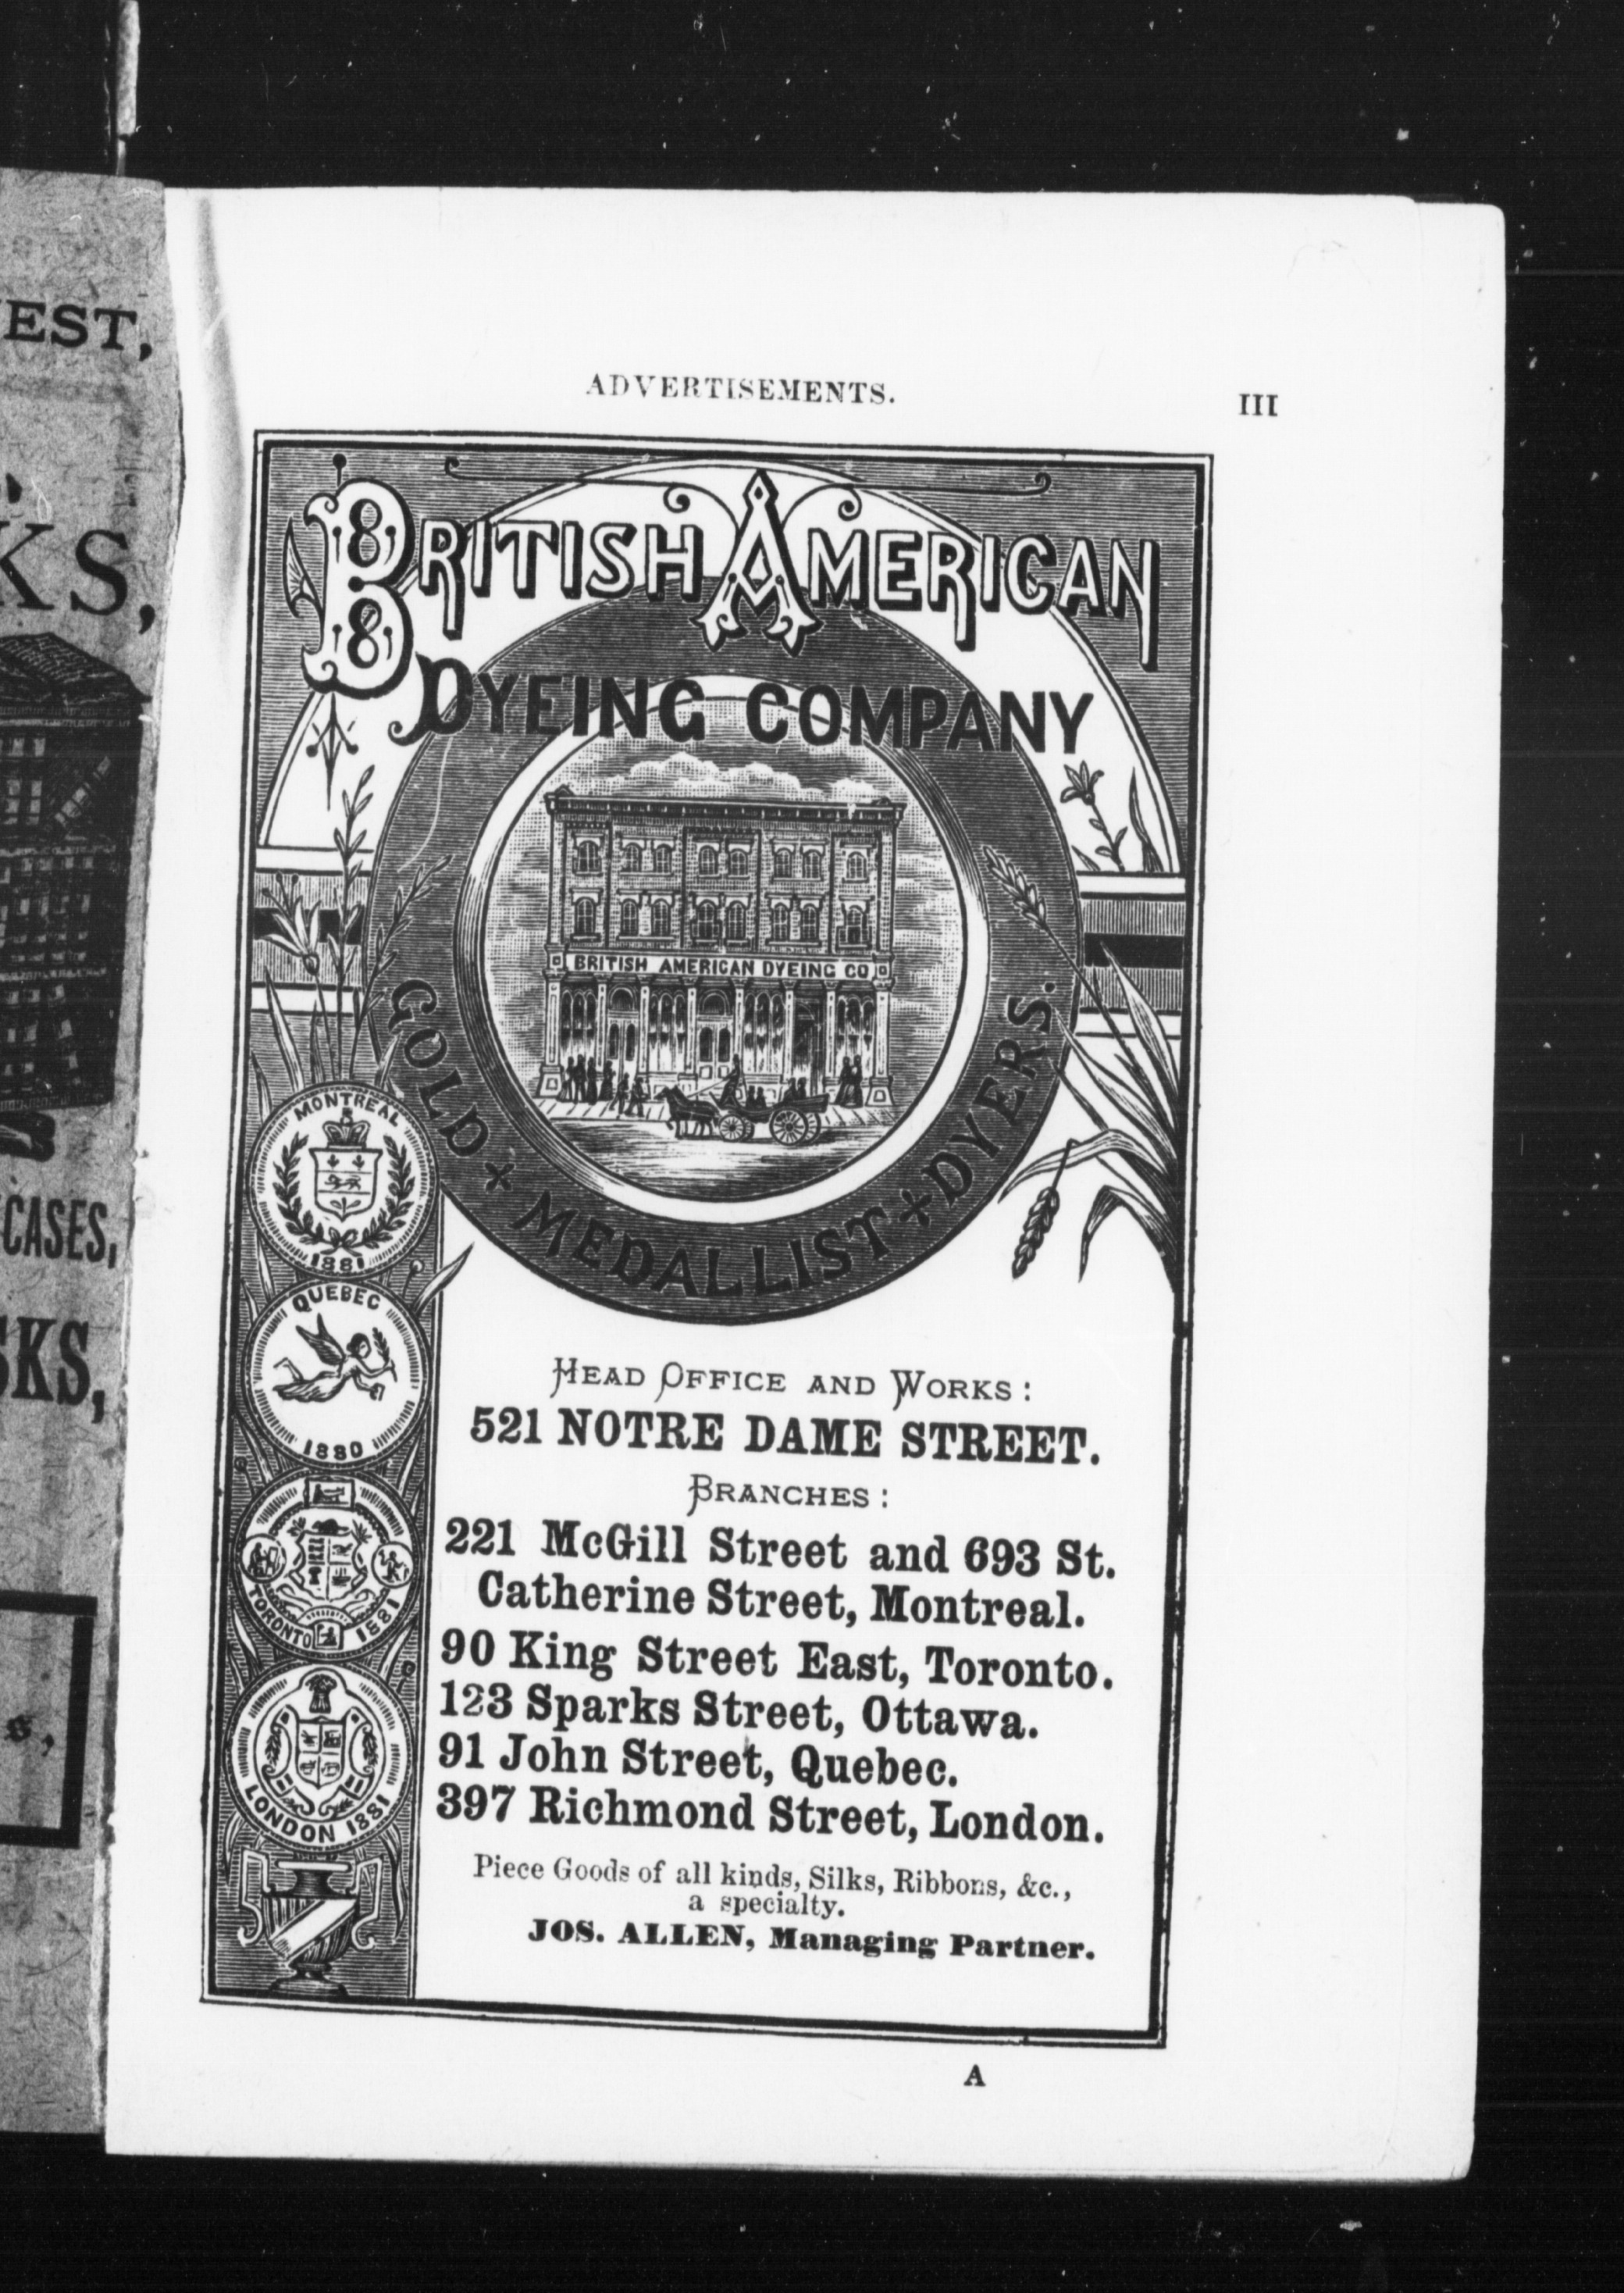 EST,
KS,
CASES,
SKS,
s,
ADVERTISEMENTS.
III
BRITISH AMERICAN
DYEING COMPANY
BRITISH AMERICAN DYEING CO
GOLD + MEDALLIST + DYERS.
MONTREAL
1881
QUEBEC
1880
TORONTO 1881
LONDON 1881
HEAD OFFICE AND WORKS:
521 NOTRE DAME STREET.
BRANCHES:
221 McGill Street and 693 St.
Catherine Street, Montreal.
90 King Street East, Toronto.
123 Sparks Street, Ottawa.
91 John Street, Quebec.
397 Richmond Street, London.
Piece Goods of all kinds, Silks, Ribbons, &c.,
a specialty.
JOS. ALLEN, Managing Partner.
A